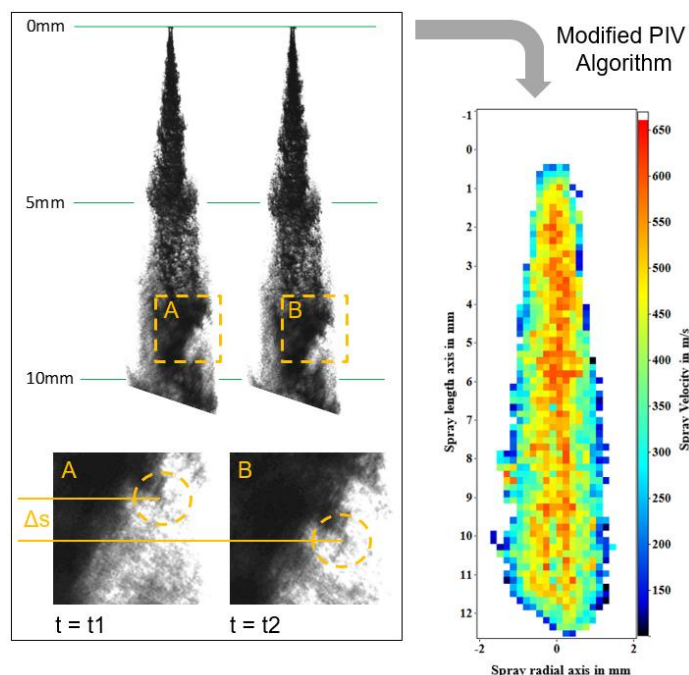 0mm
5mm
10mm
A
B
A
B
Δs
t = t1
t = t2
Modified PIV
Algorithm
-1
0
1
2
3
4
5
6
7
8
9
10
11
12
-2
0
2
Spray length axis in mm
Spray radial axis in mm
650
600
550
500
450
400
350
300
250
200
150
Spray Velocity in m/s